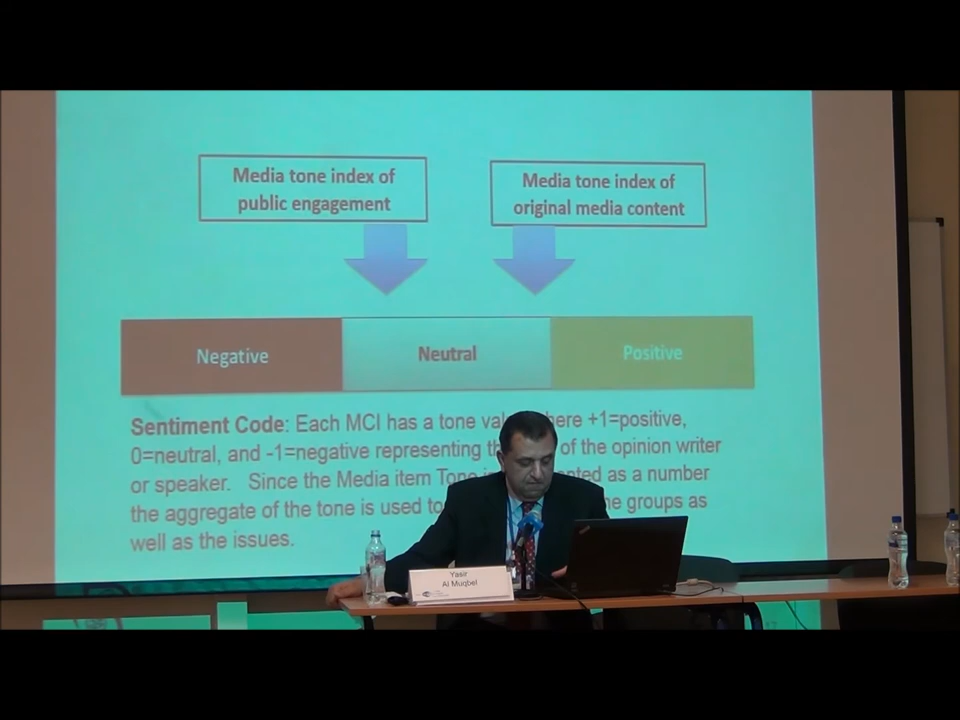 Media tone index of
public engagement
Media tone index of
original media content
Negative
Neutral
Positive
Sentiment Code: Each MCI has a tone here +1=positive,
0=neutral, and -1=negative representing of the opinion writer
or speaker. Since the Media item Tone as a number
the aggregate of the tone is used to groups as
well as the issues.
Yasir
Al Muqbel